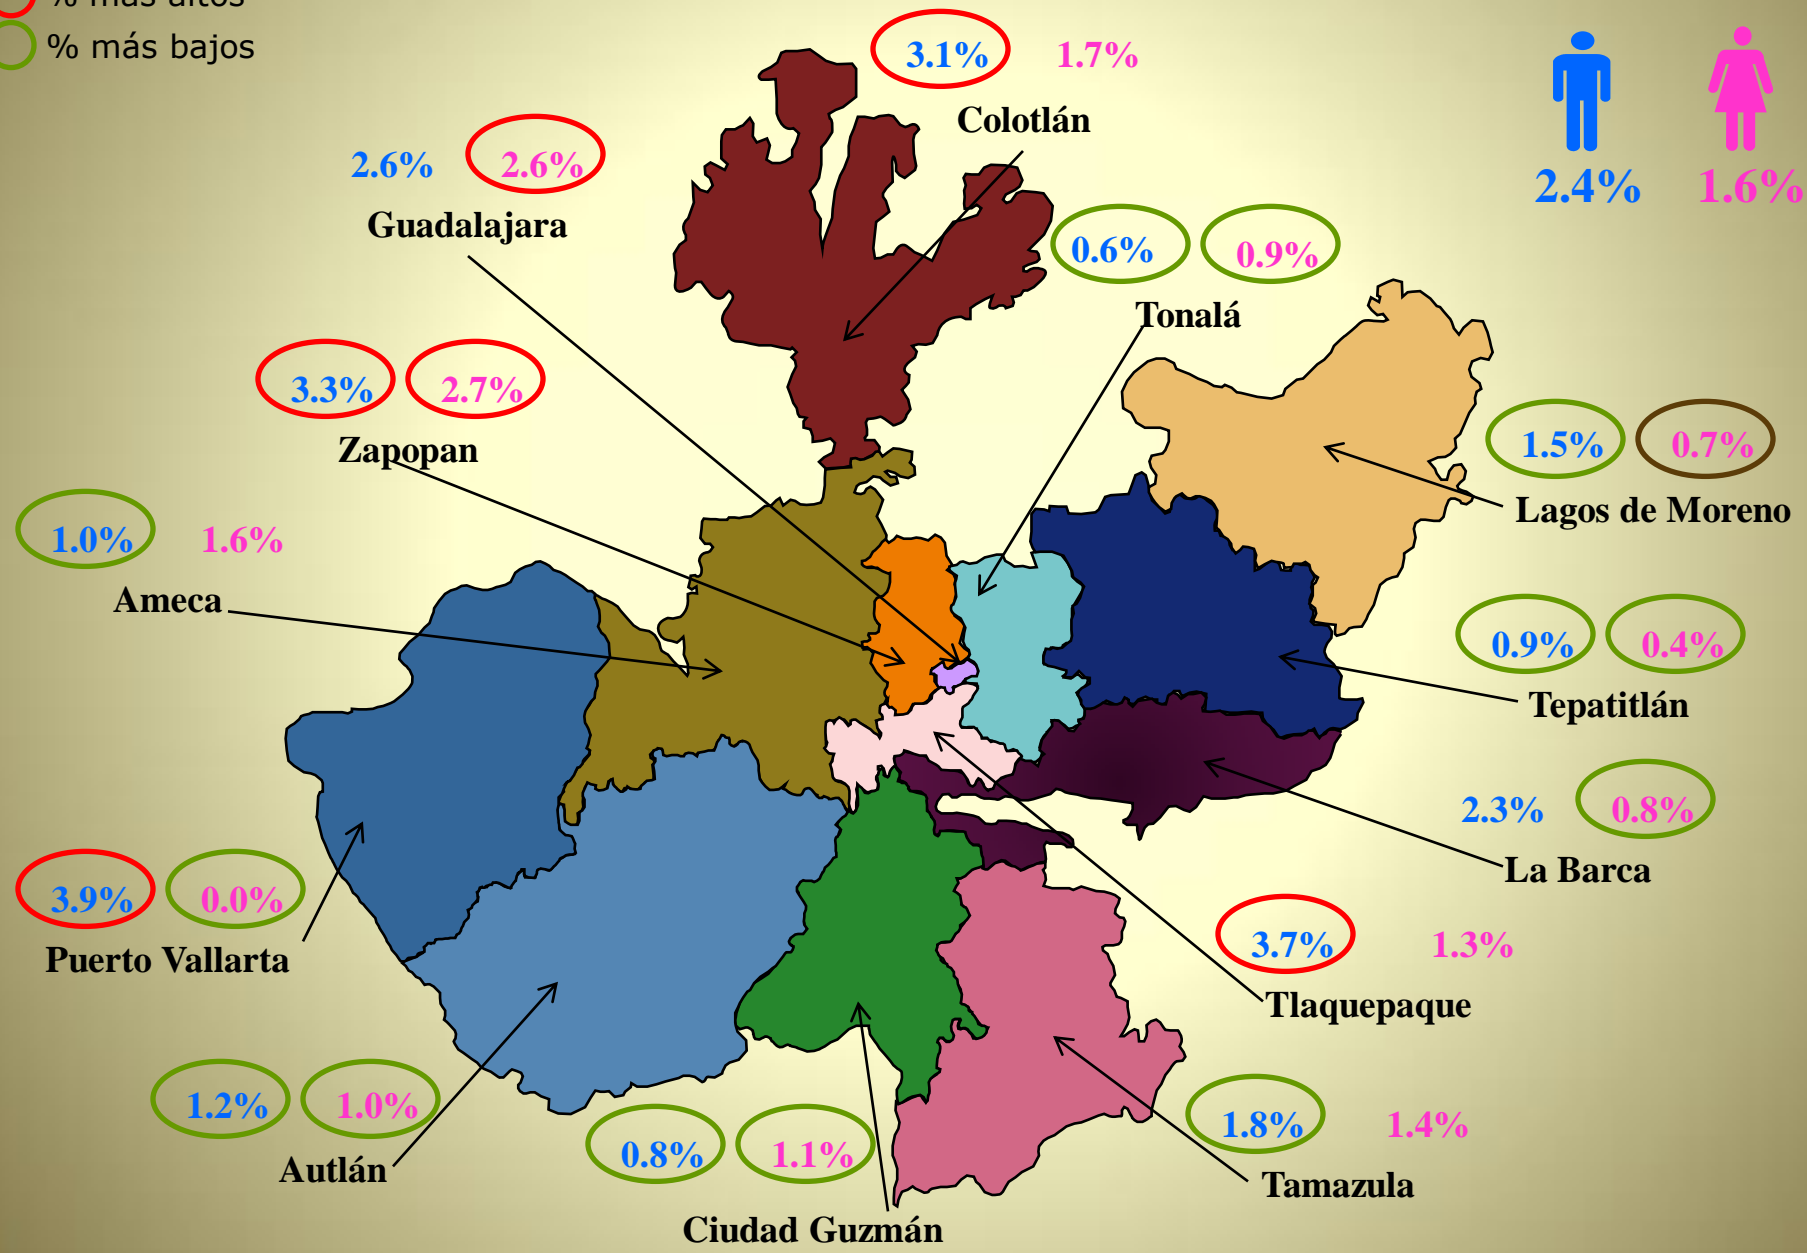 % más altos
% más bajos
3.1% 1.7%
Colotlán
2.4% 1.6%
2.6% 2.6%
Guadalajara
0.6% 0.9%
Tonalá
3.3% 2.7%
Zapopan
1.5% 0.7%
Lagos de Moreno
1.0% 1.6%
Ameca
0.9% 0.4%
Tepatitlán
2.3% 0.8%
La Barca
3.9% 0.0%
Puerto Vallarta
3.7% 1.3%
Tlaquepaque
1.2% 1.0%
Autlán
0.8% 1.1%
Ciudad Guzmán
1.8% 1.4%
Tamazula